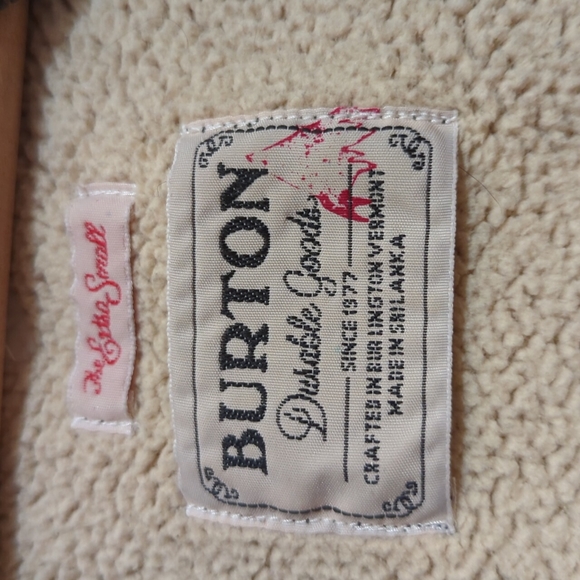 BURTON
Durable Goods
SINCE 1977
CRAFTED IN BURLINGTON VERMONT
MADE IN SRI LANKA
The Extra Small